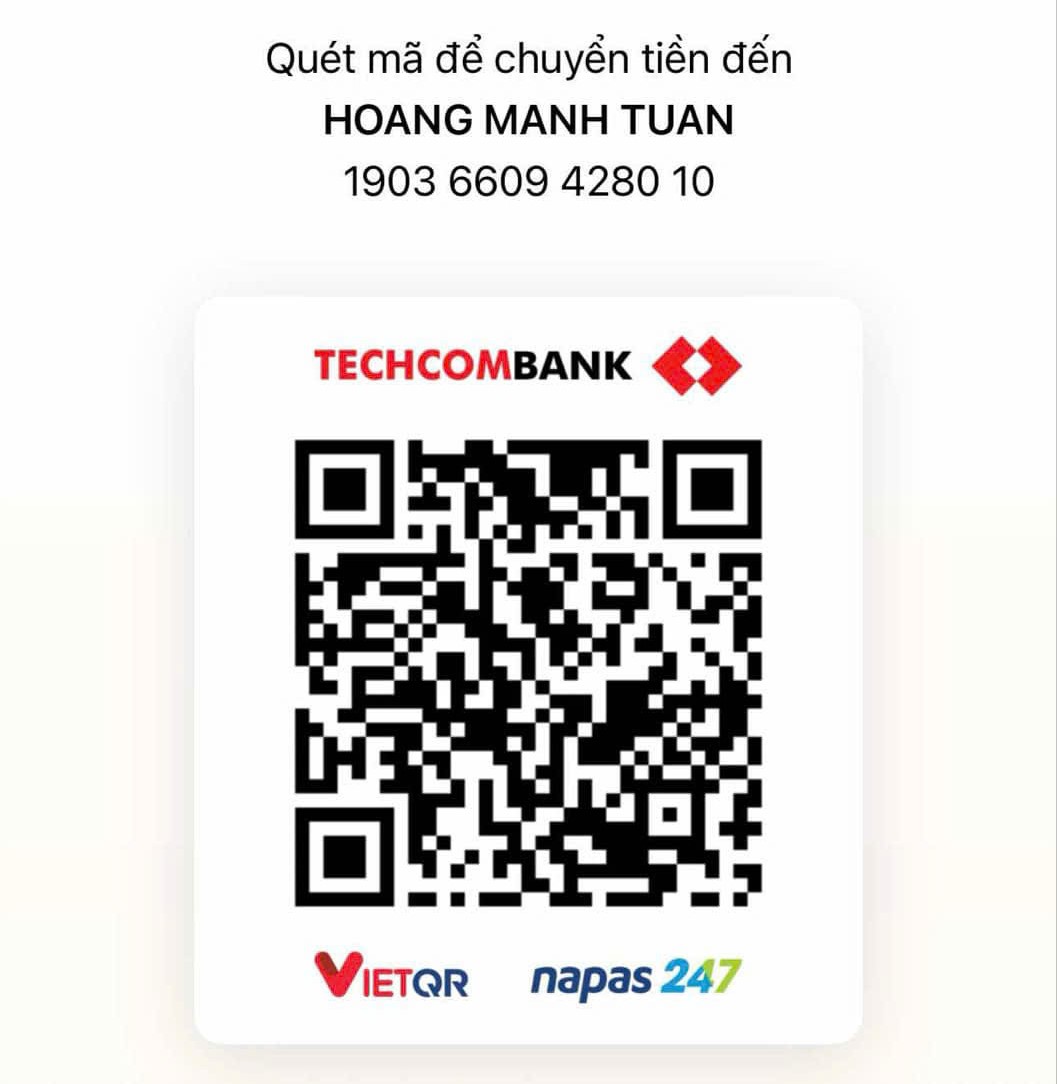 Quét mã để chuyển tiền đến
HOANG MANH TUAN
1903 6609 4280 10
TECHCOMBANK
VIETQR
napas 247